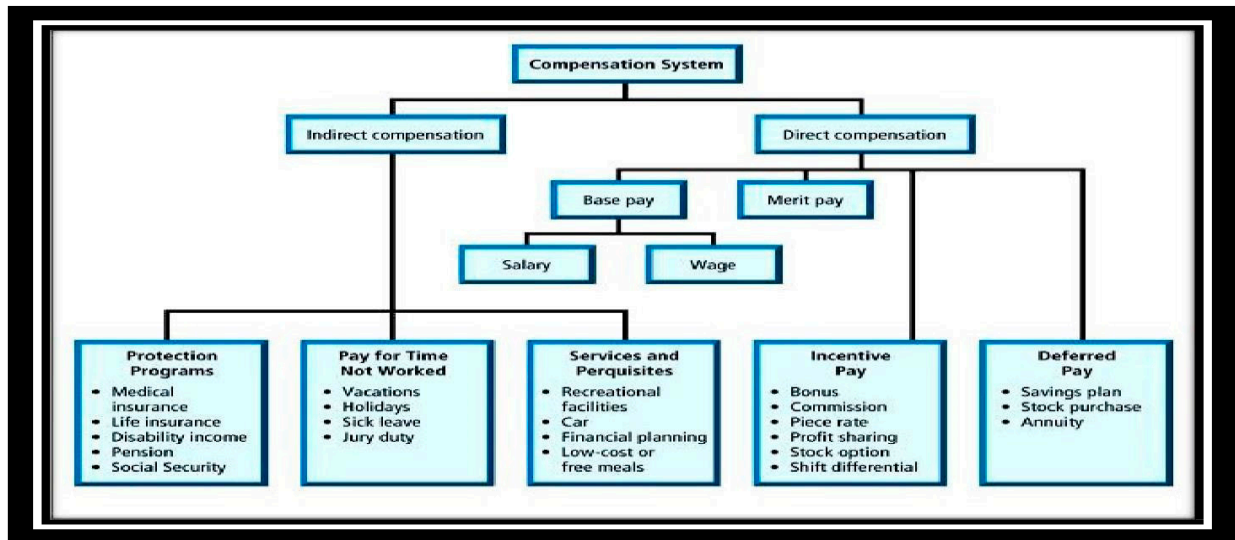 Compensation System
Indirect compensation
Direct compensation
Base pay
Merit pay
Salary
Wage
Protection
Programs
• Medical
insurance
• Life insurance
• Disability income
• Pension
• Social Security
Pay for Time
Not Worked
• Vacations
• Holidays
• Sick leave
• Jury duty
Services and
Perquisites
• Recreational
facilities
• Car
• Financial planning
• Low-cost or
free meals
Incentive
Pay
• Bonus
• Commission
• Piece rate
• Profit sharing
• Stock option
• Shift differential
Deferred
Pay
• Savings plan
• Stock purchase
• Annuity